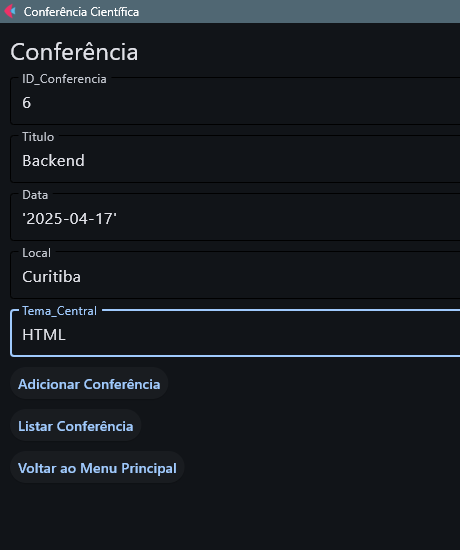 Conferência Científica
Conferência
ID_Conferencia
6
Titulo
Backend
Data
'2025-04-17'
Local
Curitiba
Tema_Central
HTML
Adicionar Conferência
Listar Conferência
Voltar ao Menu Principal